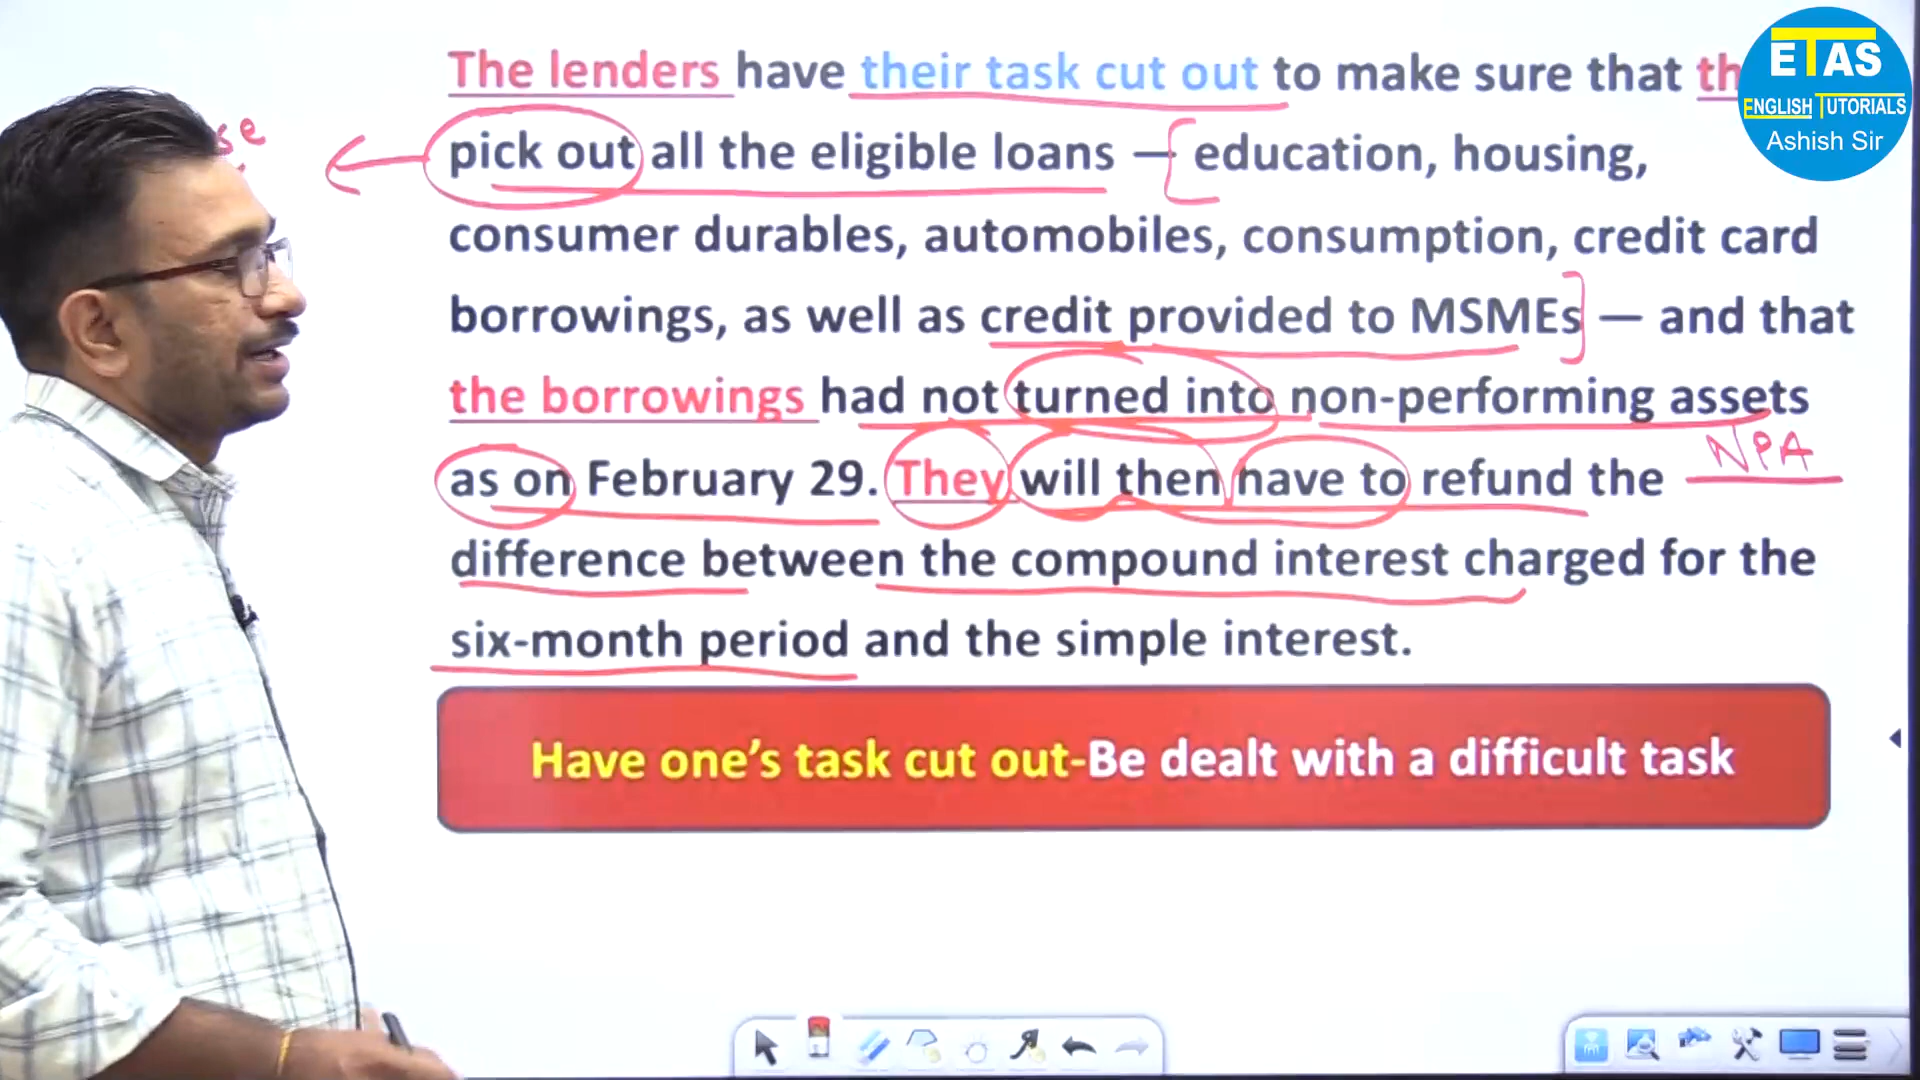 The lenders have their task cut out to make sure that th
pick out all the eligible loans — education, housing,
consumer durables, automobiles, consumption, credit card
borrowings, as well as credit provided to MSMEs — and that
the borrowings had not turned into non-performing assets
NPA
as on February 29. They will then have to refund the
difference between the compound interest charged for the
six-month period and the simple interest.
Have one's task cut out-Be dealt with a difficult task
ETAS
ENGLISH TUTORIALS
Ashish Sir